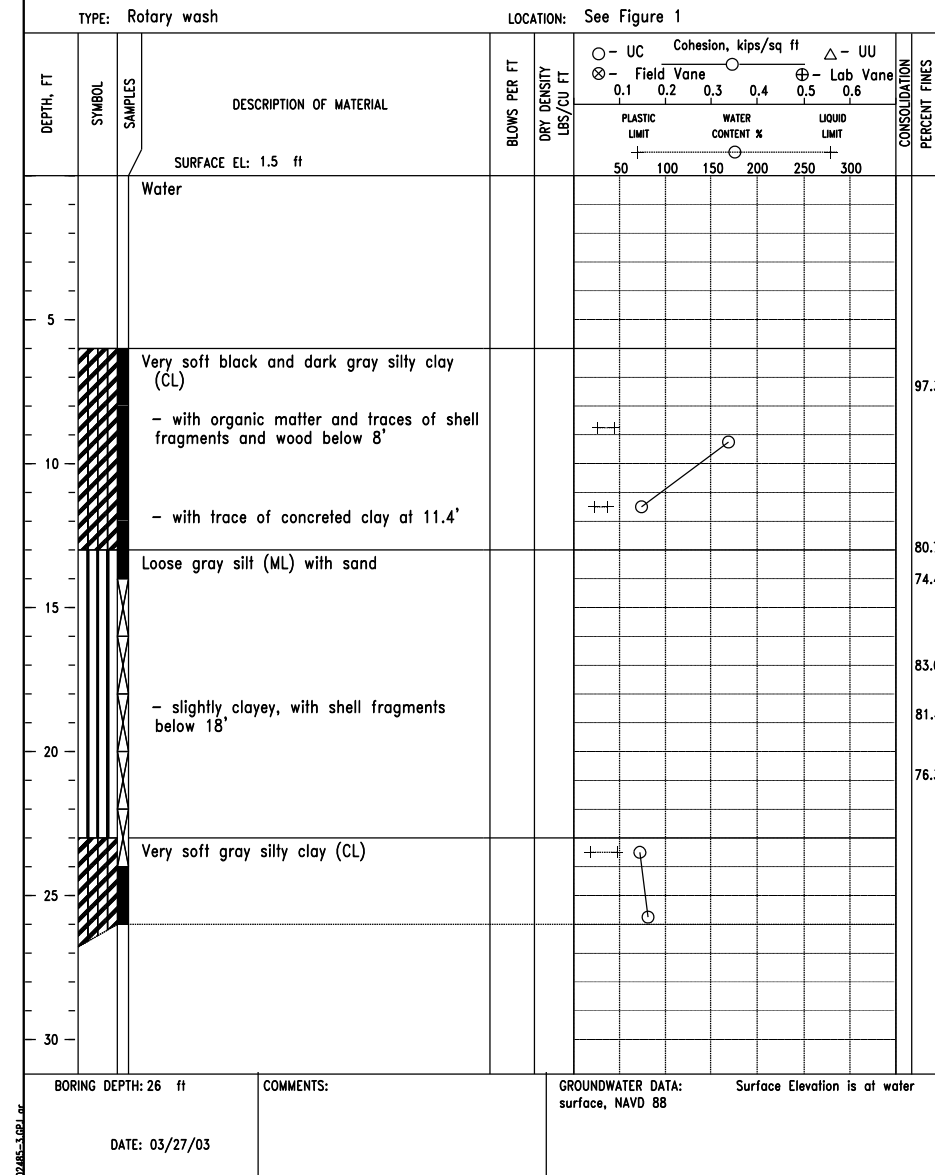 TYPE: Rotary wash LOCATION: See Figure 1
DEPTH, FT
SYMBOL
SAMPLES
DESCRIPTION OF MATERIAL
SURFACE EL: 1.5 ft
BLOWS PER FT
DRY DENSITY
LBS/CU FT
○ - UC Cohesion, kips/sq ft △ - UU
⊗ - Field Vane ⊕ - Lab Vane
0.1 0.2 0.3 0.4 0.5 0.6
PLASTIC WATER LIQUID
LIMIT CONTENT % LIMIT
50 100 150 200 250 300
CONSOLIDATION
PERCENT FINES
Water
5
Very soft black and dark gray silty clay
(CL)
97.
- with organic matter and traces of shell
fragments and wood below 8'
10
- with trace of concreted clay at 11.4'
80.
Loose gray silt (ML) with sand
74.
15
83.
- slightly clayey, with shell fragments
below 18'
81.
20
76.
Very soft gray silty clay (CL)
25
30
BORING DEPTH: 26 ft COMMENTS: GROUNDWATER DATA: Surface Elevation is at water
surface, NAVD 88
DATE: 03/27/03